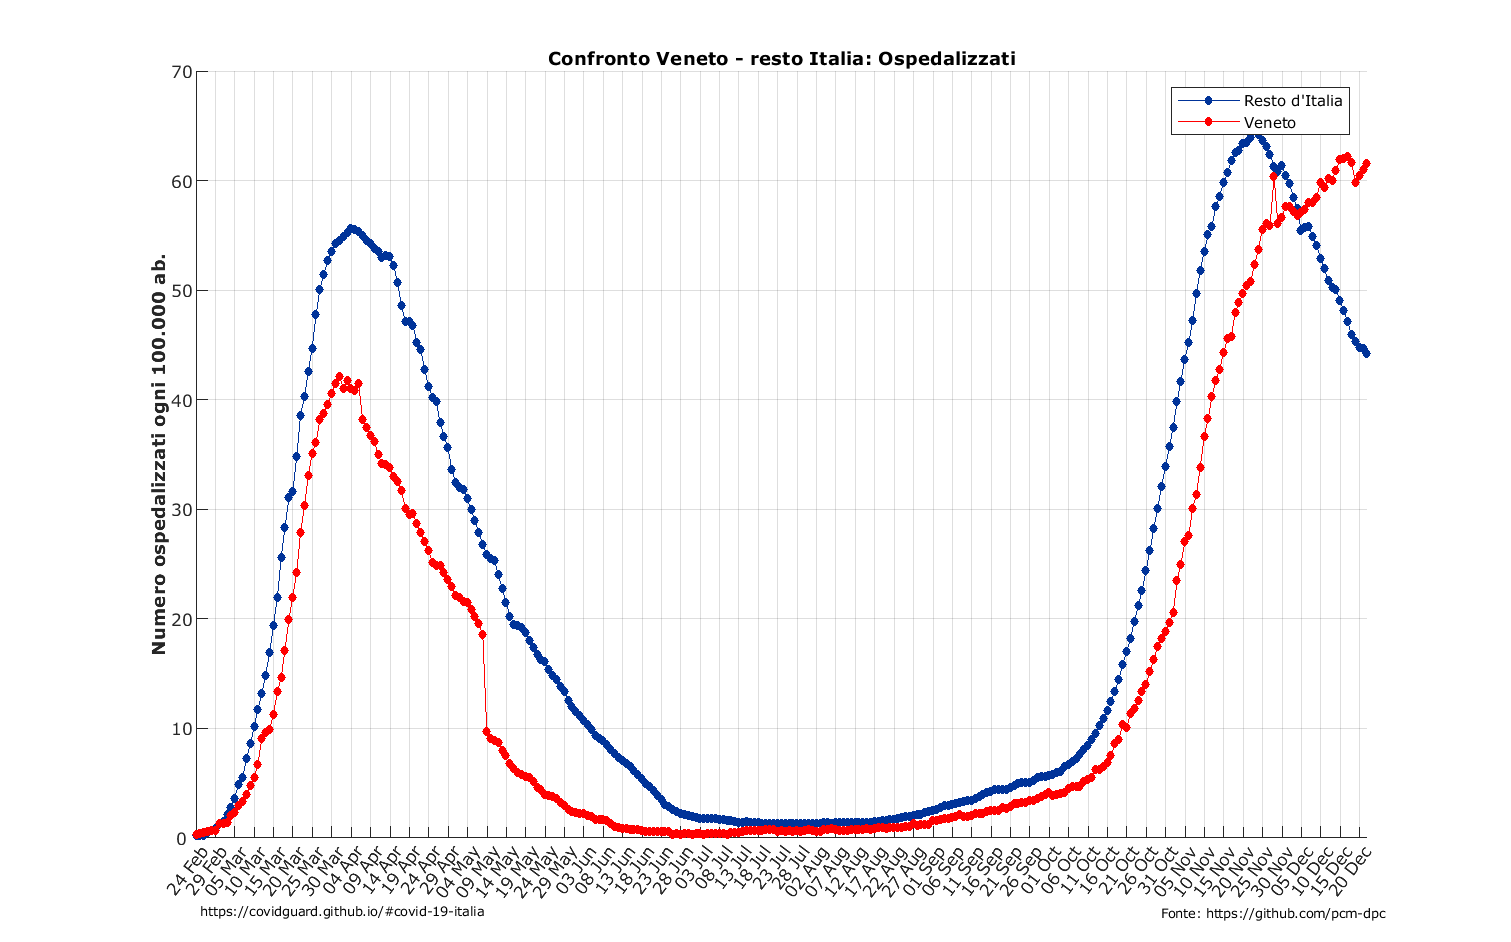 Confronto Veneto - resto Italia: Ospedalizzati
Resto d'Italia
Veneto
Numero ospedalizzati ogni 100.000 ab.
70
60
50
40
30
20
10
0
24 Feb
29 Feb
05 Mar
10 Mar
15 Mar
20 Mar
25 Mar
30 Mar
04 Apr
09 Apr
14 Apr
19 Apr
24 Apr
29 Apr
04 May
09 May
14 May
19 May
24 May
29 May
03 Jun
08 Jun
13 Jun
18 Jun
23 Jun
28 Jun
03 Jul
08 Jul
13 Jul
18 Jul
23 Jul
28 Jul
02 Aug
07 Aug
12 Aug
17 Aug
22 Aug
27 Aug
01 Sep
06 Sep
11 Sep
16 Sep
21 Sep
26 Sep
01 Oct
06 Oct
11 Oct
16 Oct
21 Oct
26 Oct
31 Oct
05 Nov
10 Nov
15 Nov
20 Nov
25 Nov
30 Nov
05 Dec
10 Dec
15 Dec
20 Dec
https://covidguard.github.io/#covid-19-italia
Fonte: https://github.com/pcm-dpc